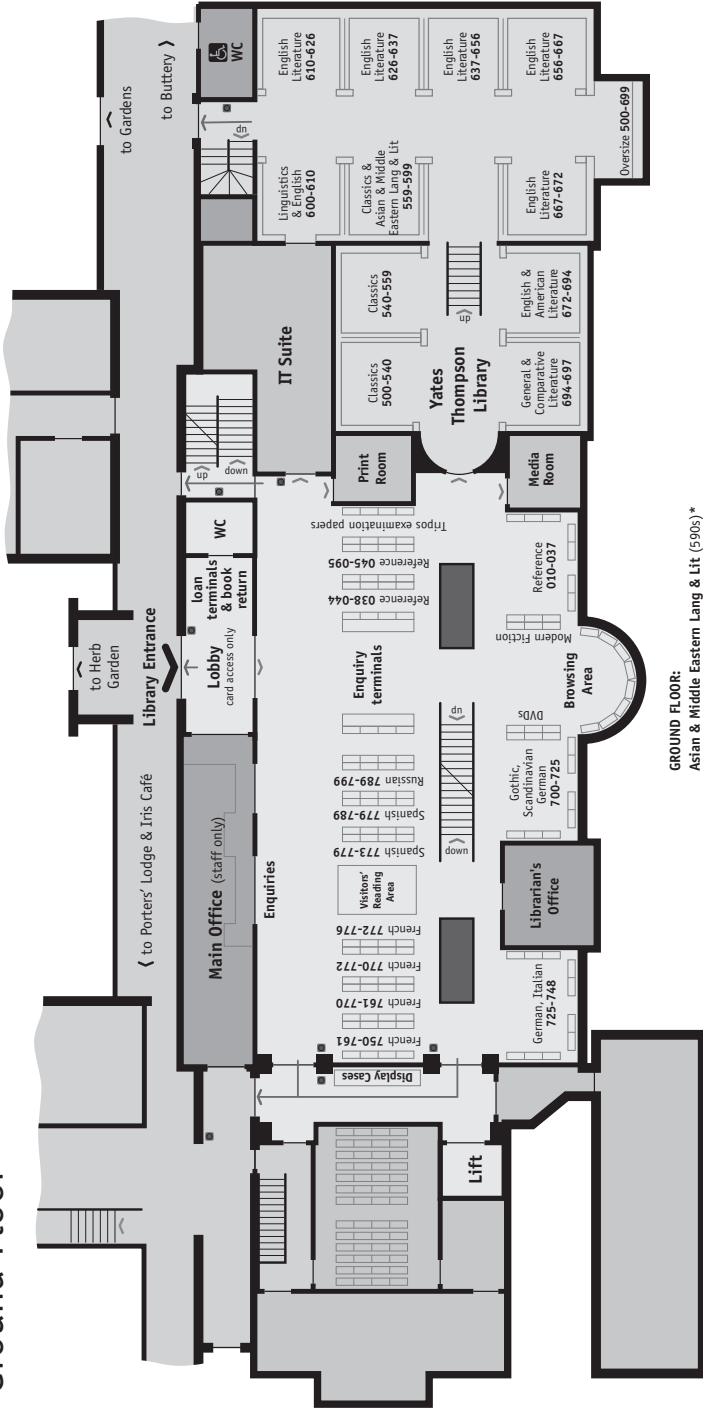 Ground Floor
to Gardens
to Buttery
WC
English
Literature
610-626
English
Literature
626-637
English
Literature
637-656
English
Literature
656-667
Oversize 500-699
up
Linguistics
& English
600-610
Classics &
Asian & Middle
Eastern Lang & Lit
559-599
English
Literature
667-672
IT Suite
Classics
540-559
English &
American
Literature
672-694
up
Classics
500-540
Yates
Thompson
Library
General &
Comparative
Literature
694-697
up
down
Print
Room
Media
Room
WC
Tripos examination papers
Reference 045-095
Reference 038-044
Reference
010-037
to Herb
Garden
Library Entrance
loan
terminals
& book
return
Lobby
card access only
Enquiry
terminals
Modern Fiction
Browsing
Area
DVDs
up
down
to Porters' Lodge & Iris Café
Main Office (staff only)
Enquiries
Russian 789-799
Spanish 779-789
Spanish 773-779
Visitors'
Reading
Area
French 772-776
French 770-772
French 761-770
French 750-761
Gothic,
Scandinavian
German
700-725
Librarian's
Office
German, Italian
725-748
Display Cases
Lift
GROUND FLOOR:
Asian & Middle Eastern Lang & Lit (590s)*